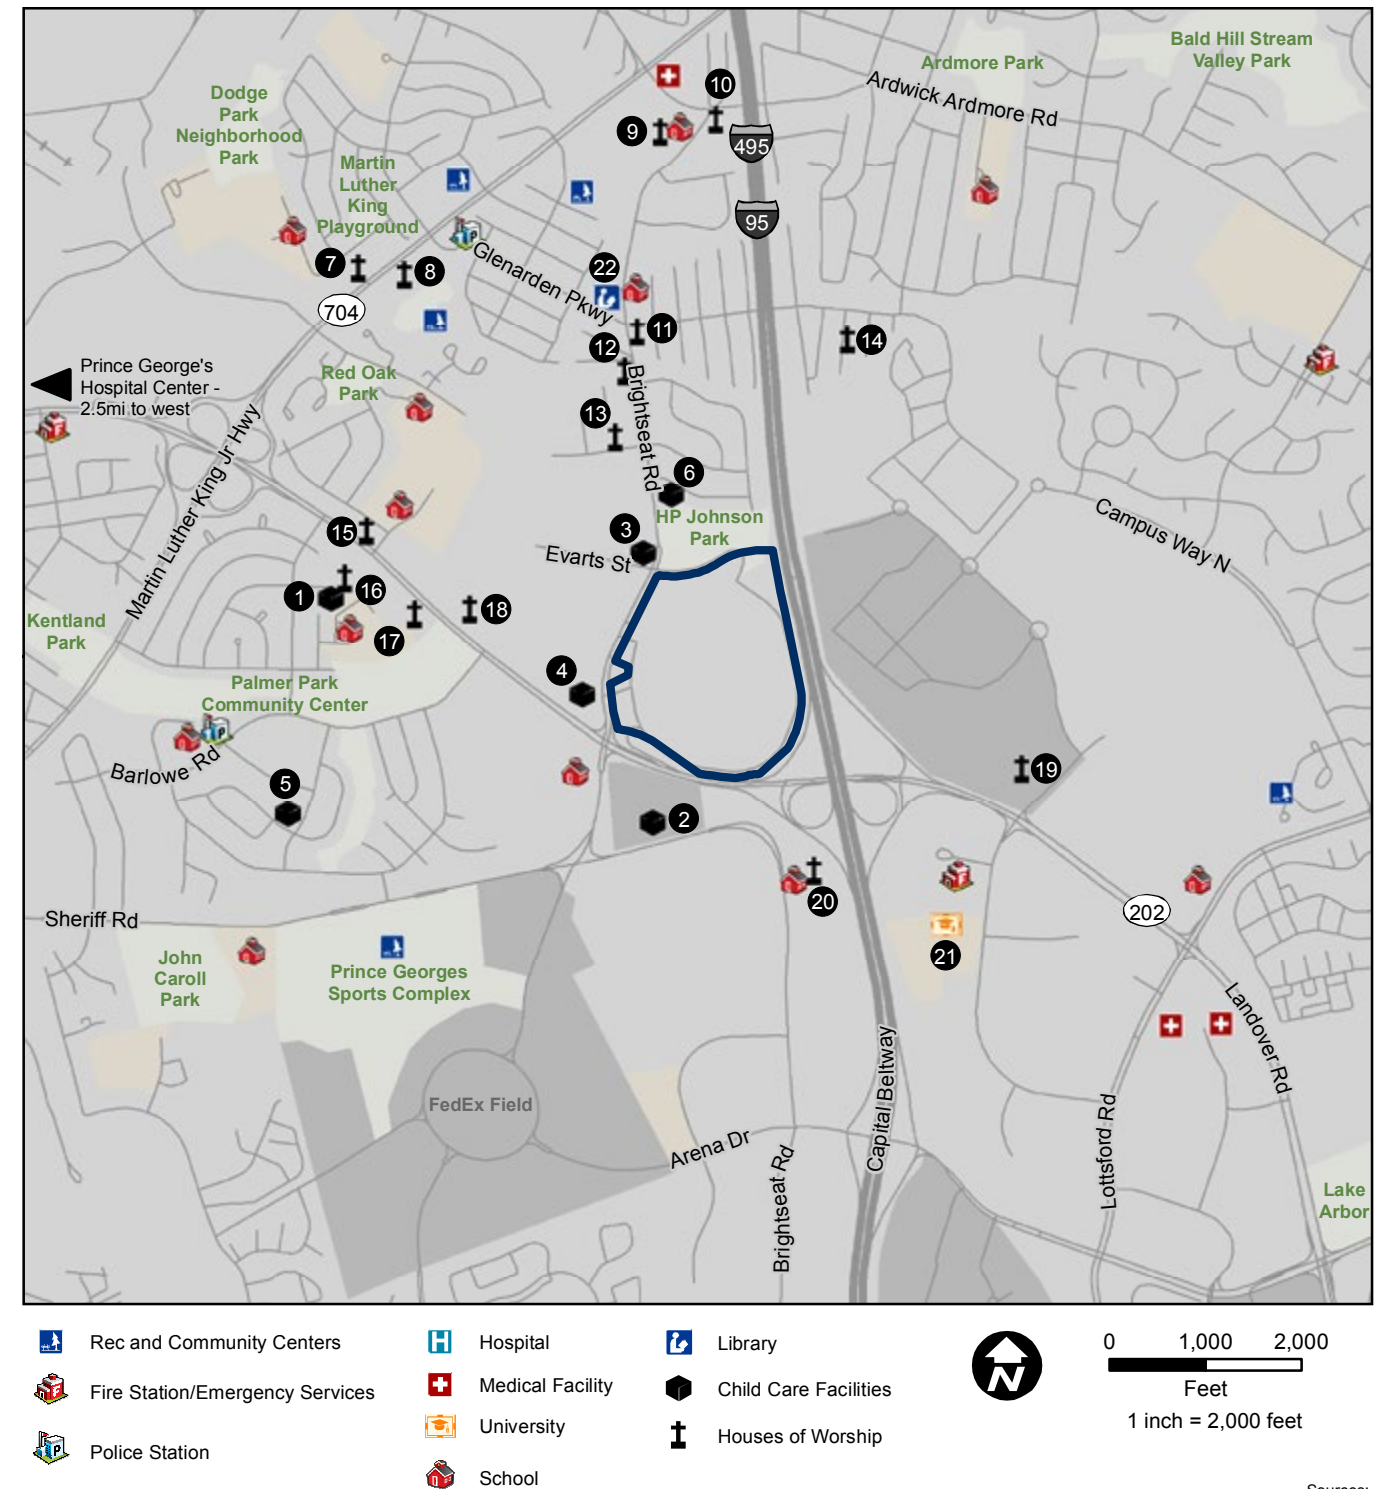 Bald Hill Stream
Valley Park
Ardmore Park
Ardwick Ardmore Rd
10
Dodge
Park
Neighborhood
Park
9
495
Martin
Luther
King
Playground
95
7
8
Glenarden Pkwy
22
704
11
12
14
Prince George's
Hospital Center -
2.5mi to west
Red Oak
Park
Brightseat Rd
13
Martin Luther King Jr Hwy
6
HP Johnson
Park
3
Evarts St
Campus Way N
15
1
16
18
17
Kentland
Park
4
Palmer Park
Community Center
Barlowe Rd
5
19
2
20
Sheriff Rd
202
21
John
Caroll
Park
Prince Georges
Sports Complex
Landover Rd
Capital Beltway
FedEx Field
Arena Dr
Brightseat Rd
Lottsford Rd
Lake
Arbor
Rec and Community Centers
Fire Station/Emergency Services
P
Police Station
H
Hospital
Medical Facility
University
School
Library
Child Care Facilities
Houses of Worship
N
0 1,000 2,000
Feet
1 inch = 2,000 feet